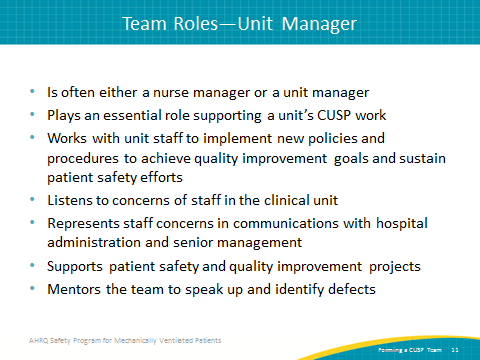 Team Roles—Unit Manager
• Is often either a nurse manager or a unit manager
• Plays an essential role supporting a unit's CUSP work
• Works with unit staff to implement new policies and
procedures to achieve quality improvement goals and sustain
patient safety efforts
• Listens to concerns of staff in the clinical unit
• Represents staff concerns in communications with hospital
administration and senior management
• Supports patient safety and quality improvement projects
• Mentors the team to speak up and identify defects
AHRQ Safety Program for Mechanically Ventilated Patients
Forming a CUSP Team 11